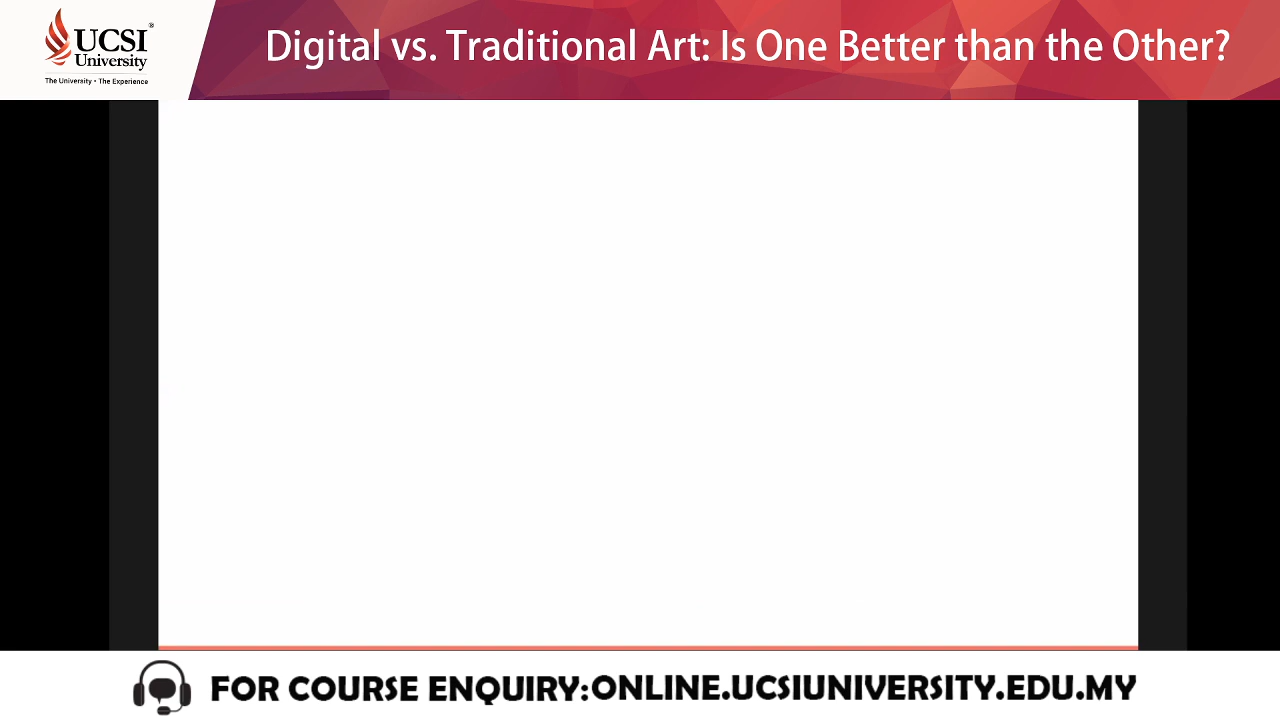 UCSI
®
University
The University • The Experience
Digital vs. Traditional Art: Is One Better than the Other?
FOR COURSE ENQUIRY:ONLINE.UCSIUNIVERSITY.EDU.MY